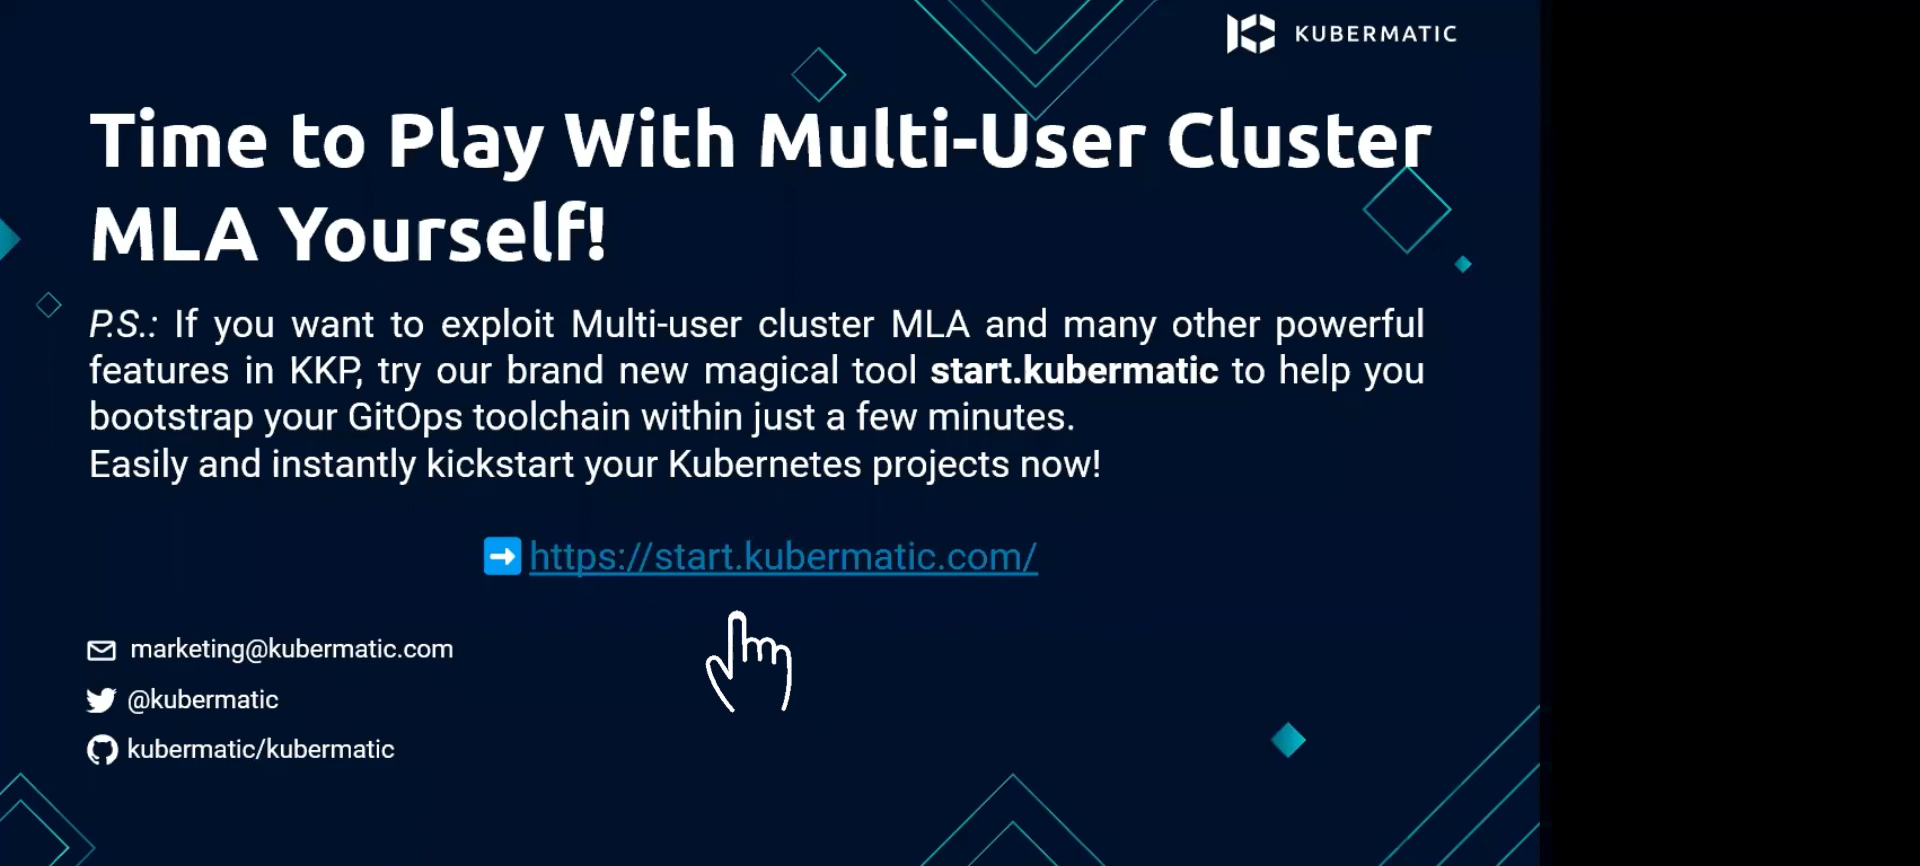 KUBERMATIC
Time to Play With Multi-User Cluster
MLA Yourself!
P.S.: If you want to exploit Multi-user cluster MLA and many other powerful
features in KKP, try our brand new magical tool start.kubermatic to help you
bootstrap your GitOps toolchain within just a few minutes.
Easily and instantly kickstart your Kubernetes projects now!
https://start.kubermatic.com/
marketing@kubermatic.com
@kubermatic
kubermatic/kubermatic